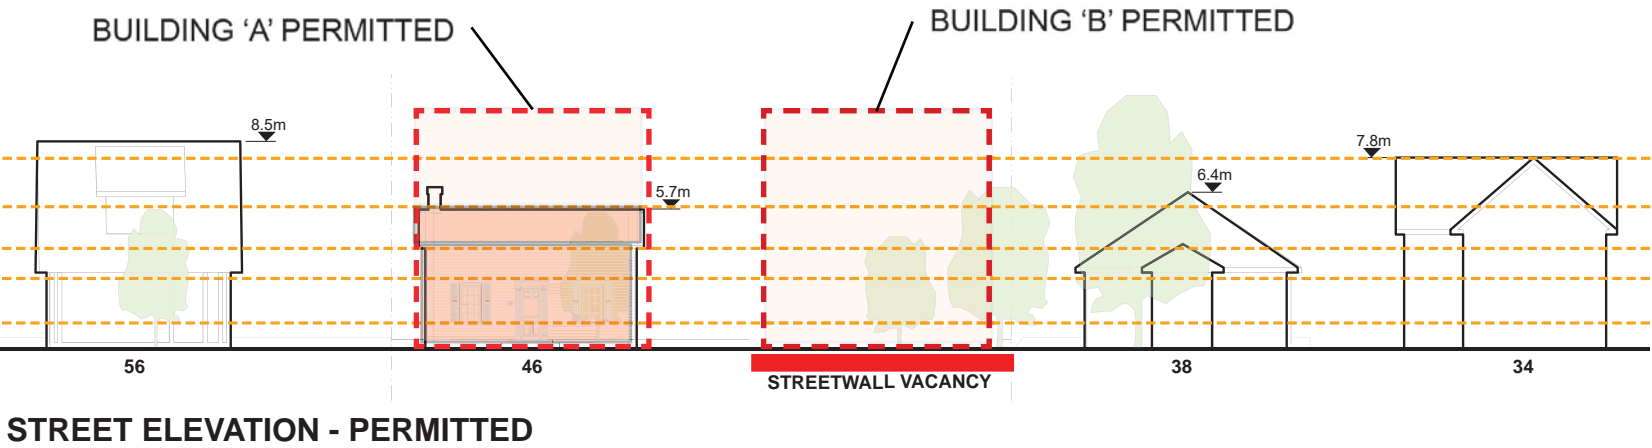 BUILDING ‘A’ PERMITTED
BUILDING ‘B’ PERMITTED
8.5m
5.7m
6.4m
7.8m
56
46
38
34
STREETWALL VACANCY
STREET ELEVATION - PERMITTED